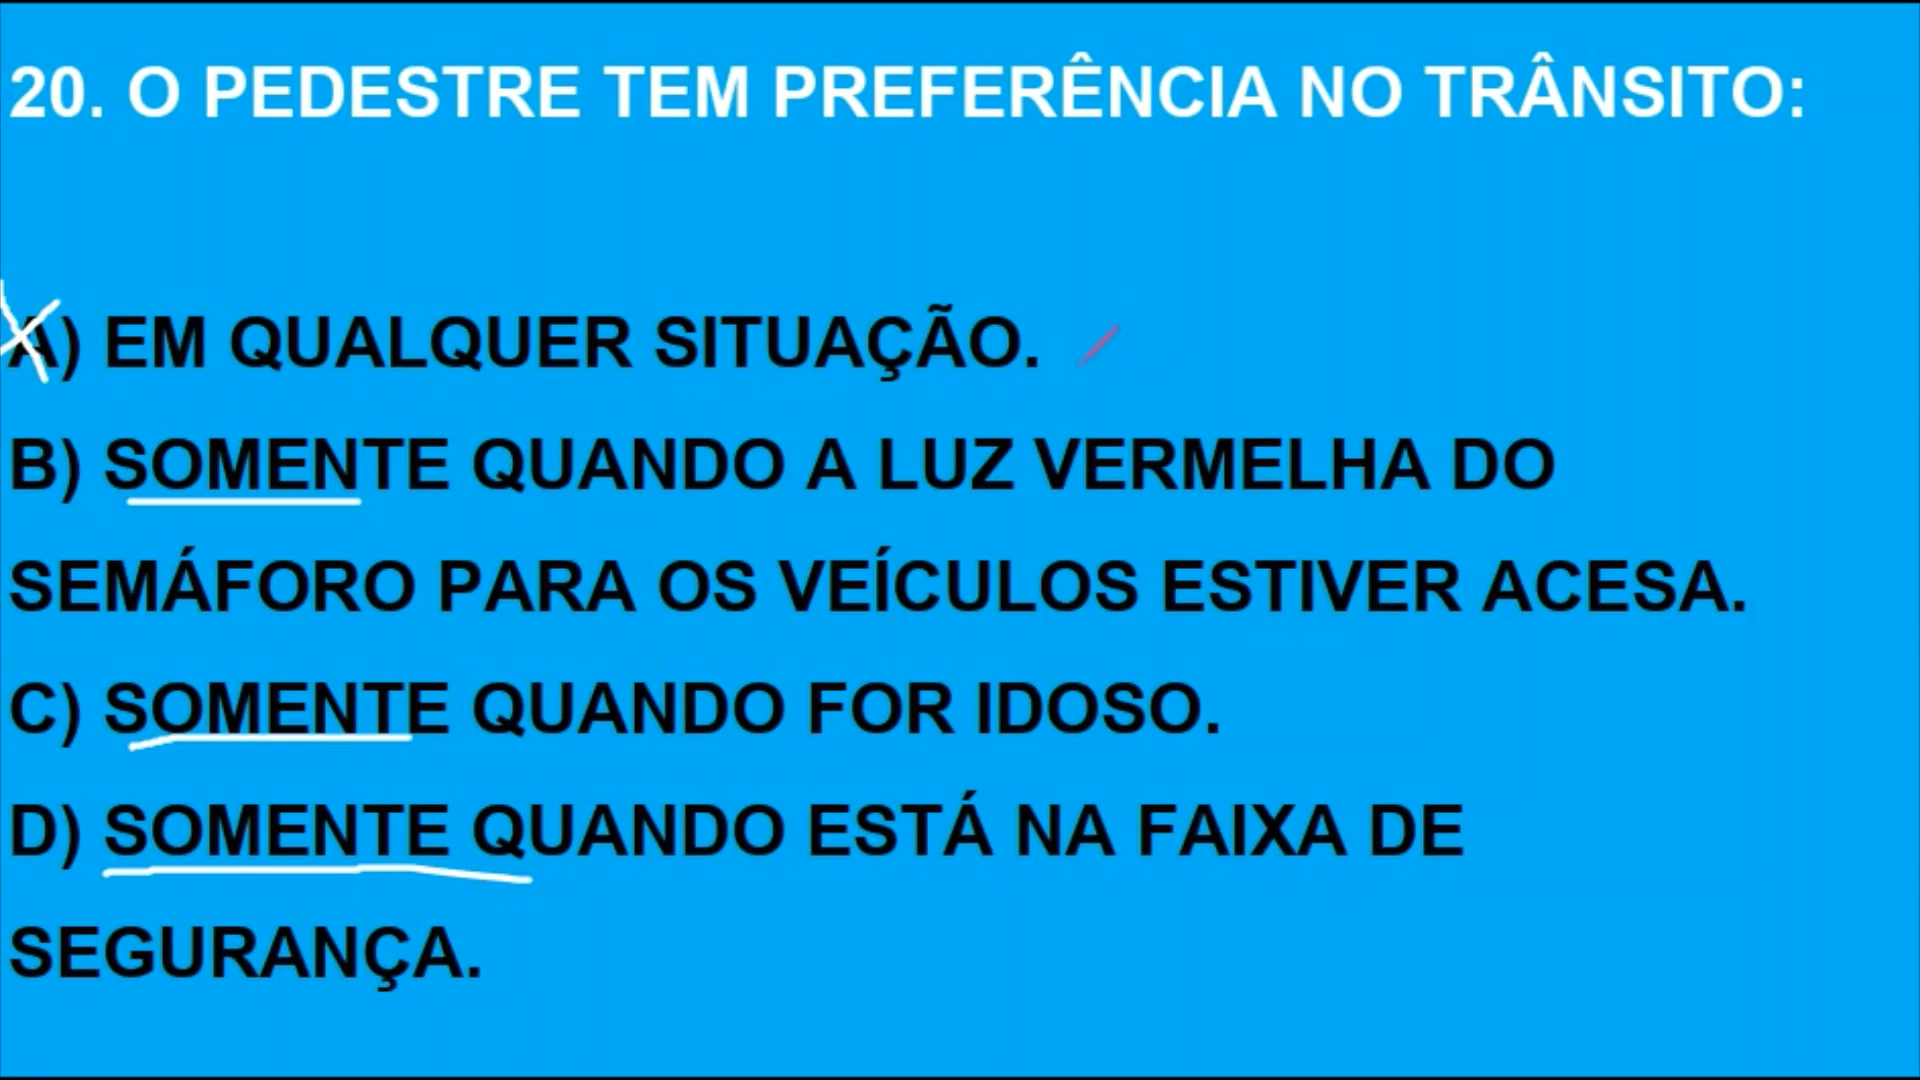 20. O PEDESTRE TEM PREFERÊNCIA NO TRÂNSITO:
A) EM QUALQUER SITUAÇÃO.
B) SOMENTE QUANDO A LUZ VERMELHA DO
SEMÁFORO PARA OS VEÍCULOS ESTIVER ACESA.
C) SOMENTE QUANDO FOR IDOSO.
D) SOMENTE QUANDO ESTÁ NA FAIXA DE
SEGURANÇA.